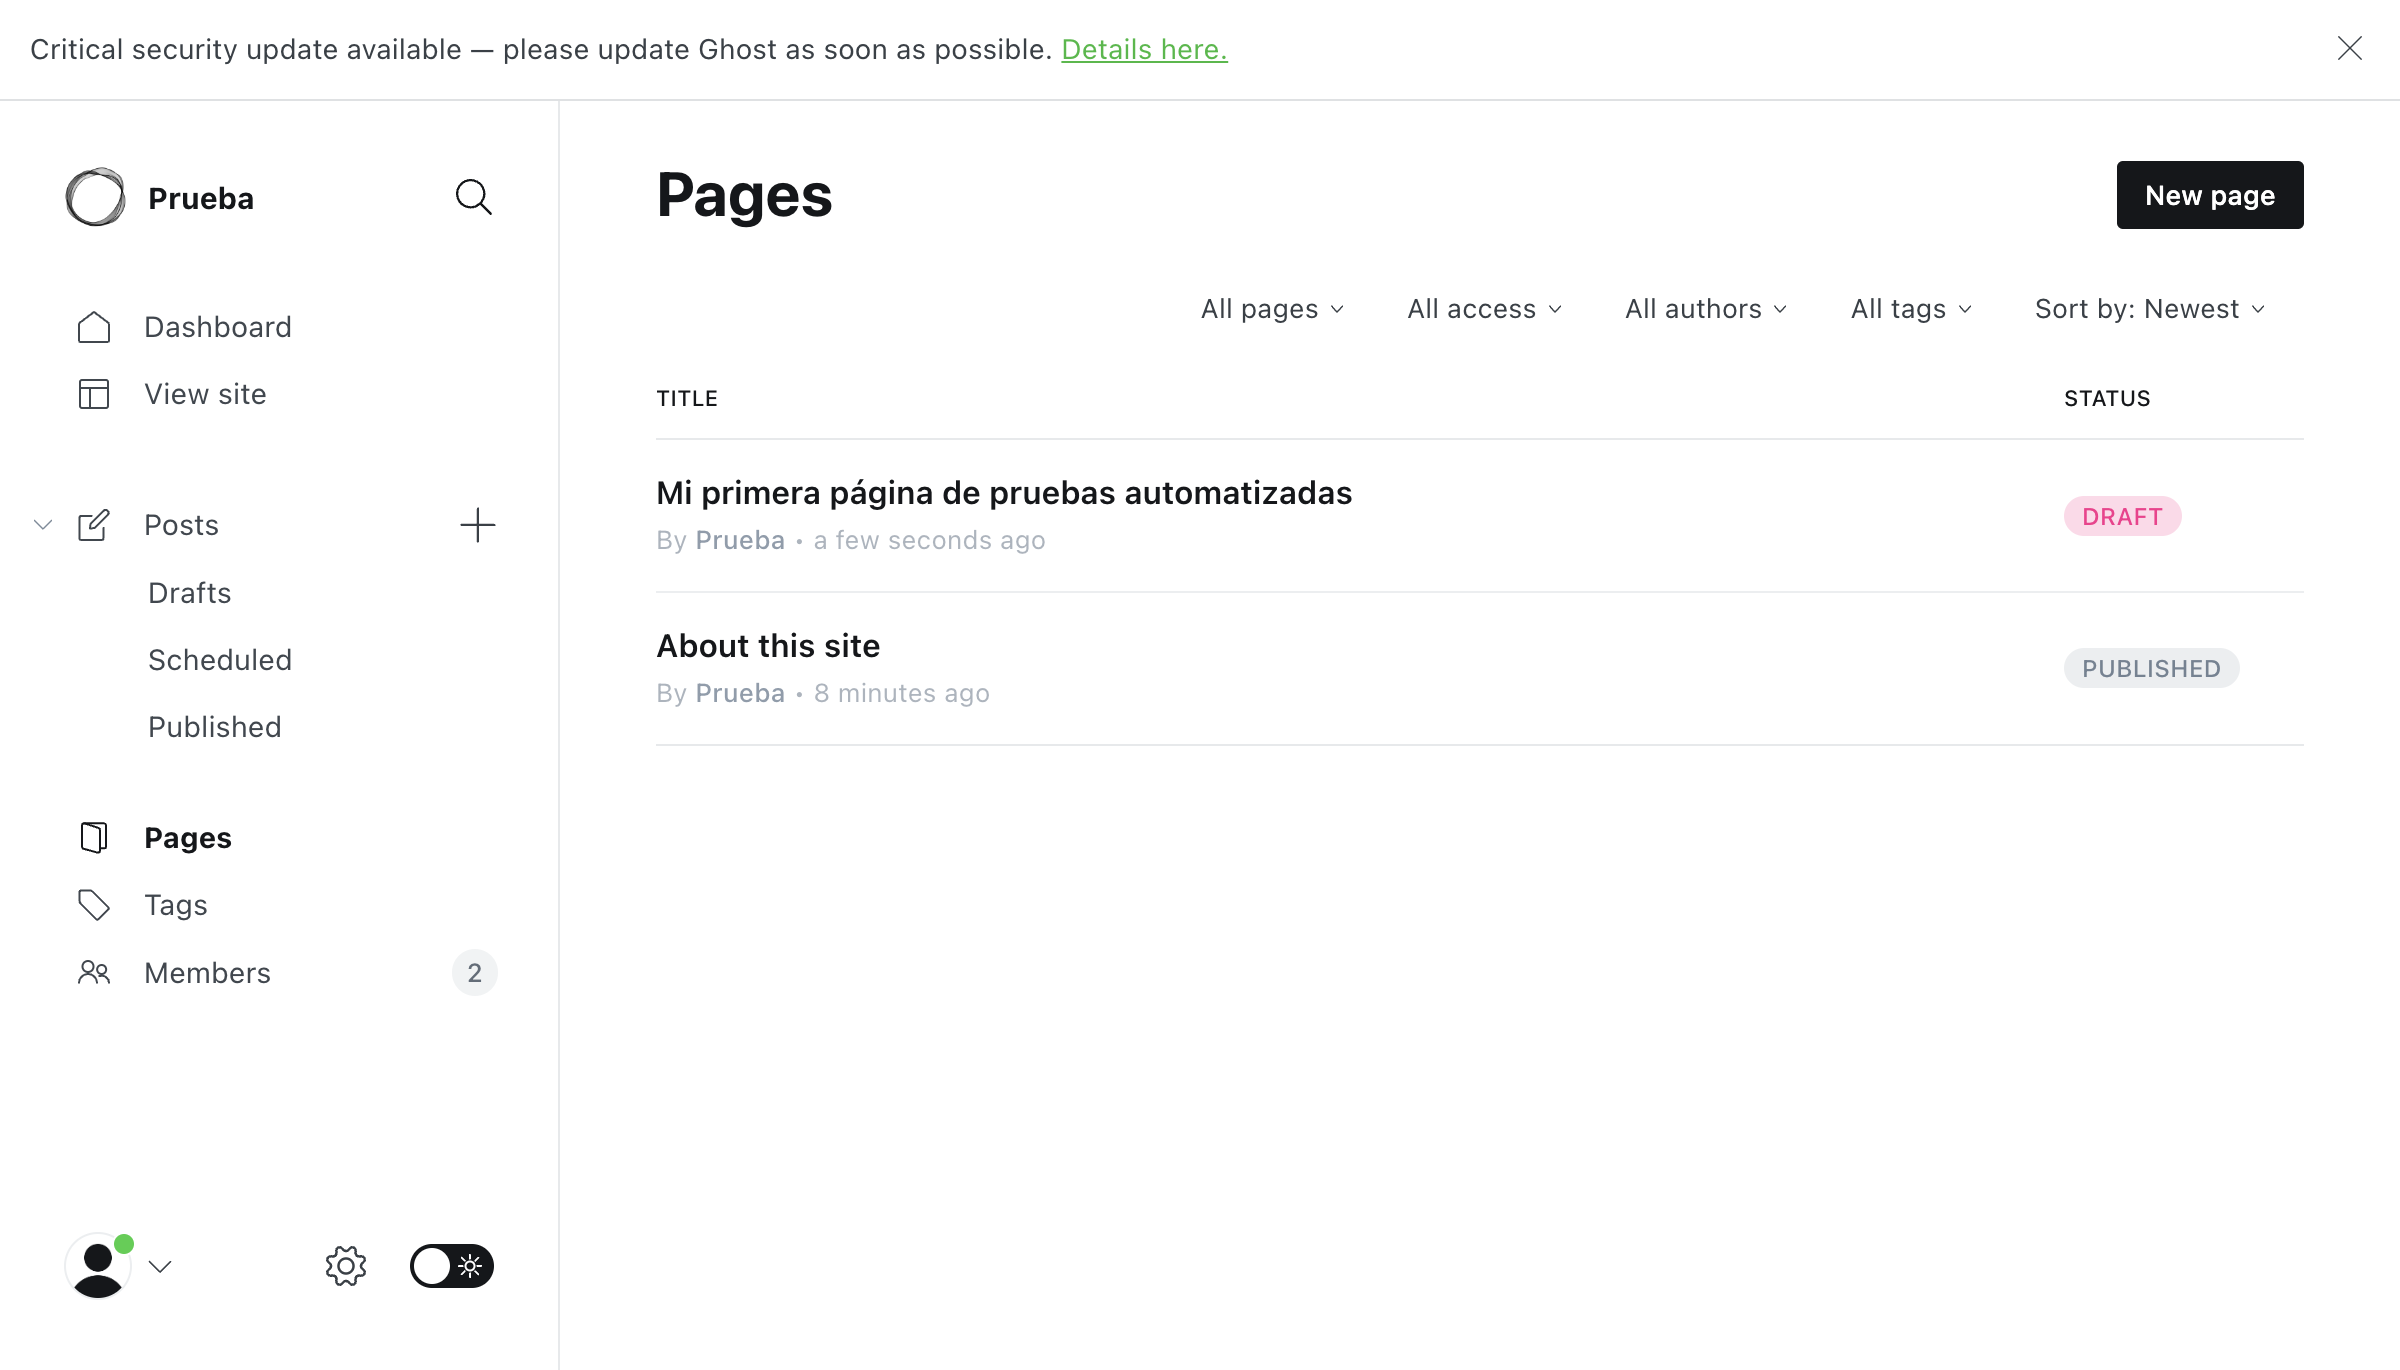 Critical security update available — please update Ghost as soon as possible. Details here.
Prueba
Dashboard
View site
Posts
Drafts
Scheduled
Published
Pages
Tags
Members 2
Pages
New page
All pages All access All authors All tags Sort by: Newest
TITLE STATUS
Mi primera página de pruebas automatizadas
By Prueba • a few seconds ago
DRAFT
About this site
By Prueba • 8 minutes ago
PUBLISHED